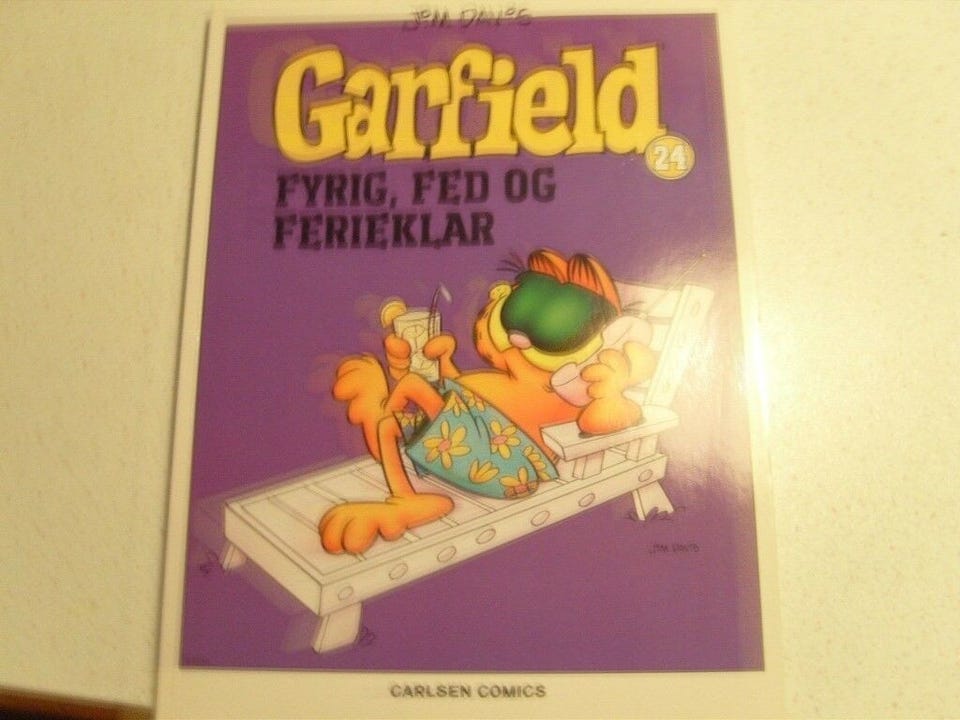 JIM DAVIS
Garfield
24
FYRIG, FED OG
FERIEKLAR
JIM DAVIS
CARLSEN COMICS